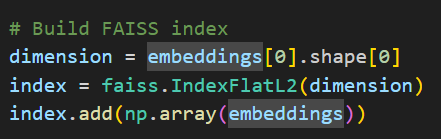 # Build FAISS index
dimension = embeddings[0].shape[0]
index = faiss.IndexFlatL2(dimension)
index.add(np.array(embeddings))